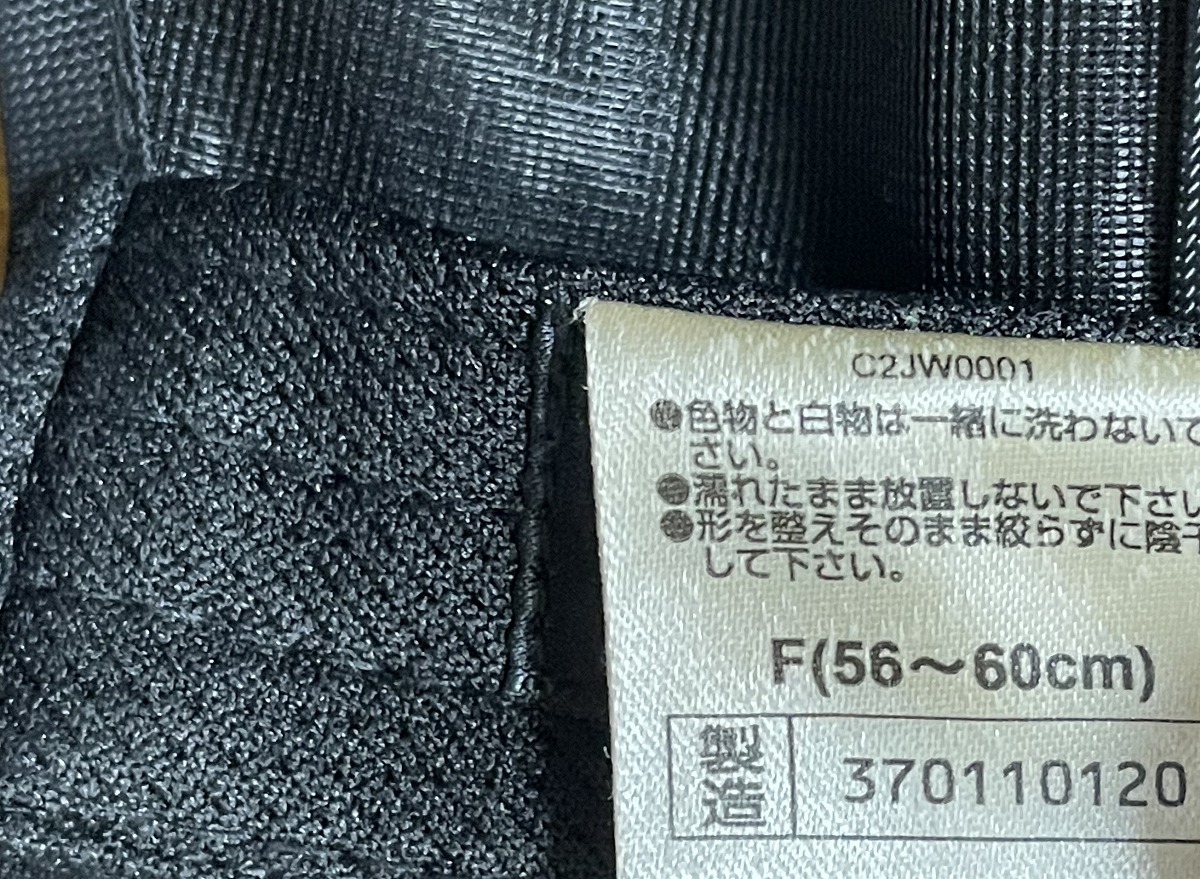 C2JW0001
●色物と白物は一緒に洗わないで
さい。
●濡れたまま放置しないで下さい
●形を整えそのまま絞らずに陰干
して下さい。
F(56～60cm)
製造 370110120